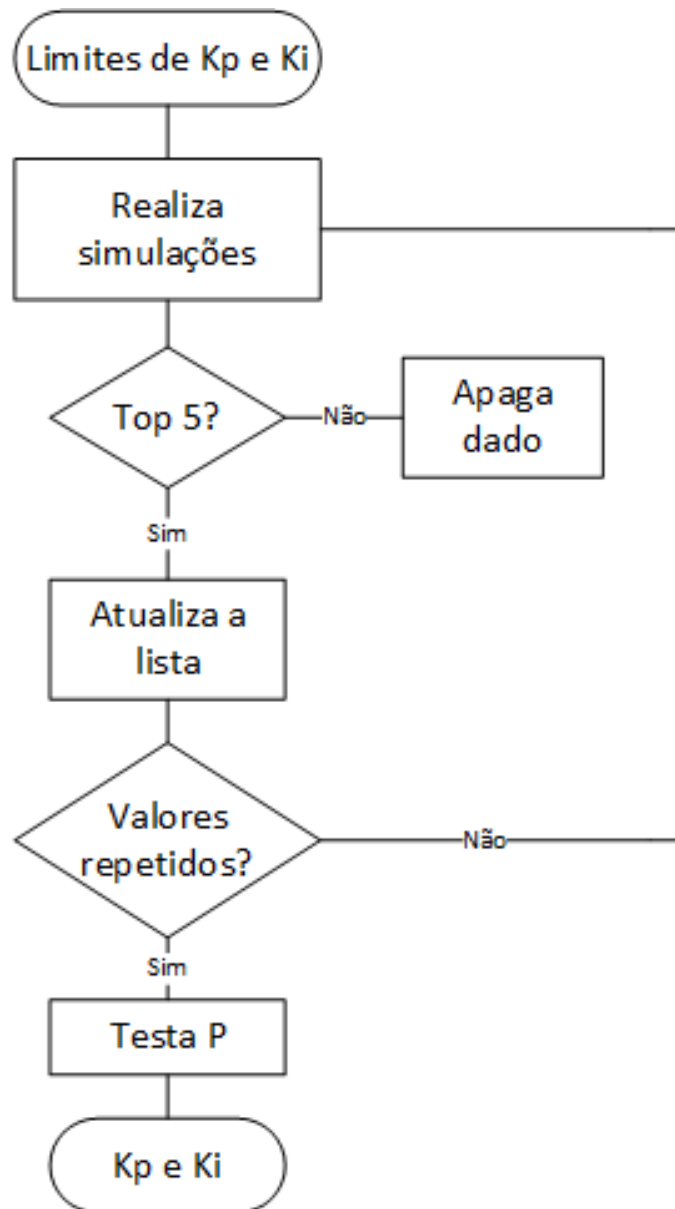 Limites de Kp e Ki
Realiza
simulações
Top 5?
Não
Apaga
dado
Sim
Atualiza a
lista
Valores
repetidos?
Não
Sim
Testa P
Kp e Ki